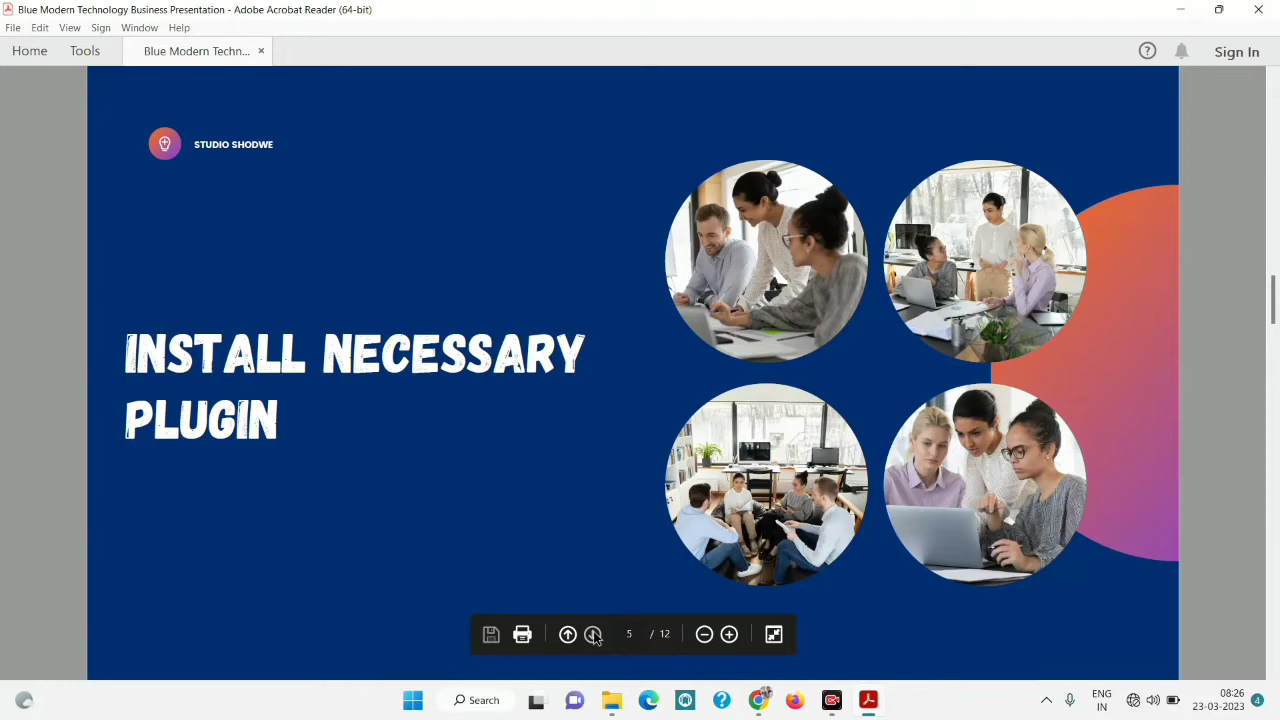 Blue Modern Technology Business Presentation - Adobe Acrobat Reader (64-bit)
File Edit View Sign Window Help
Home Tools Blue Modern Techn... × Sign In
STUDIO SHODWE
INSTALL NECESSARY
PLUGIN
5 / 12
Search
ENG
IN
08:26
23-03-2023
4